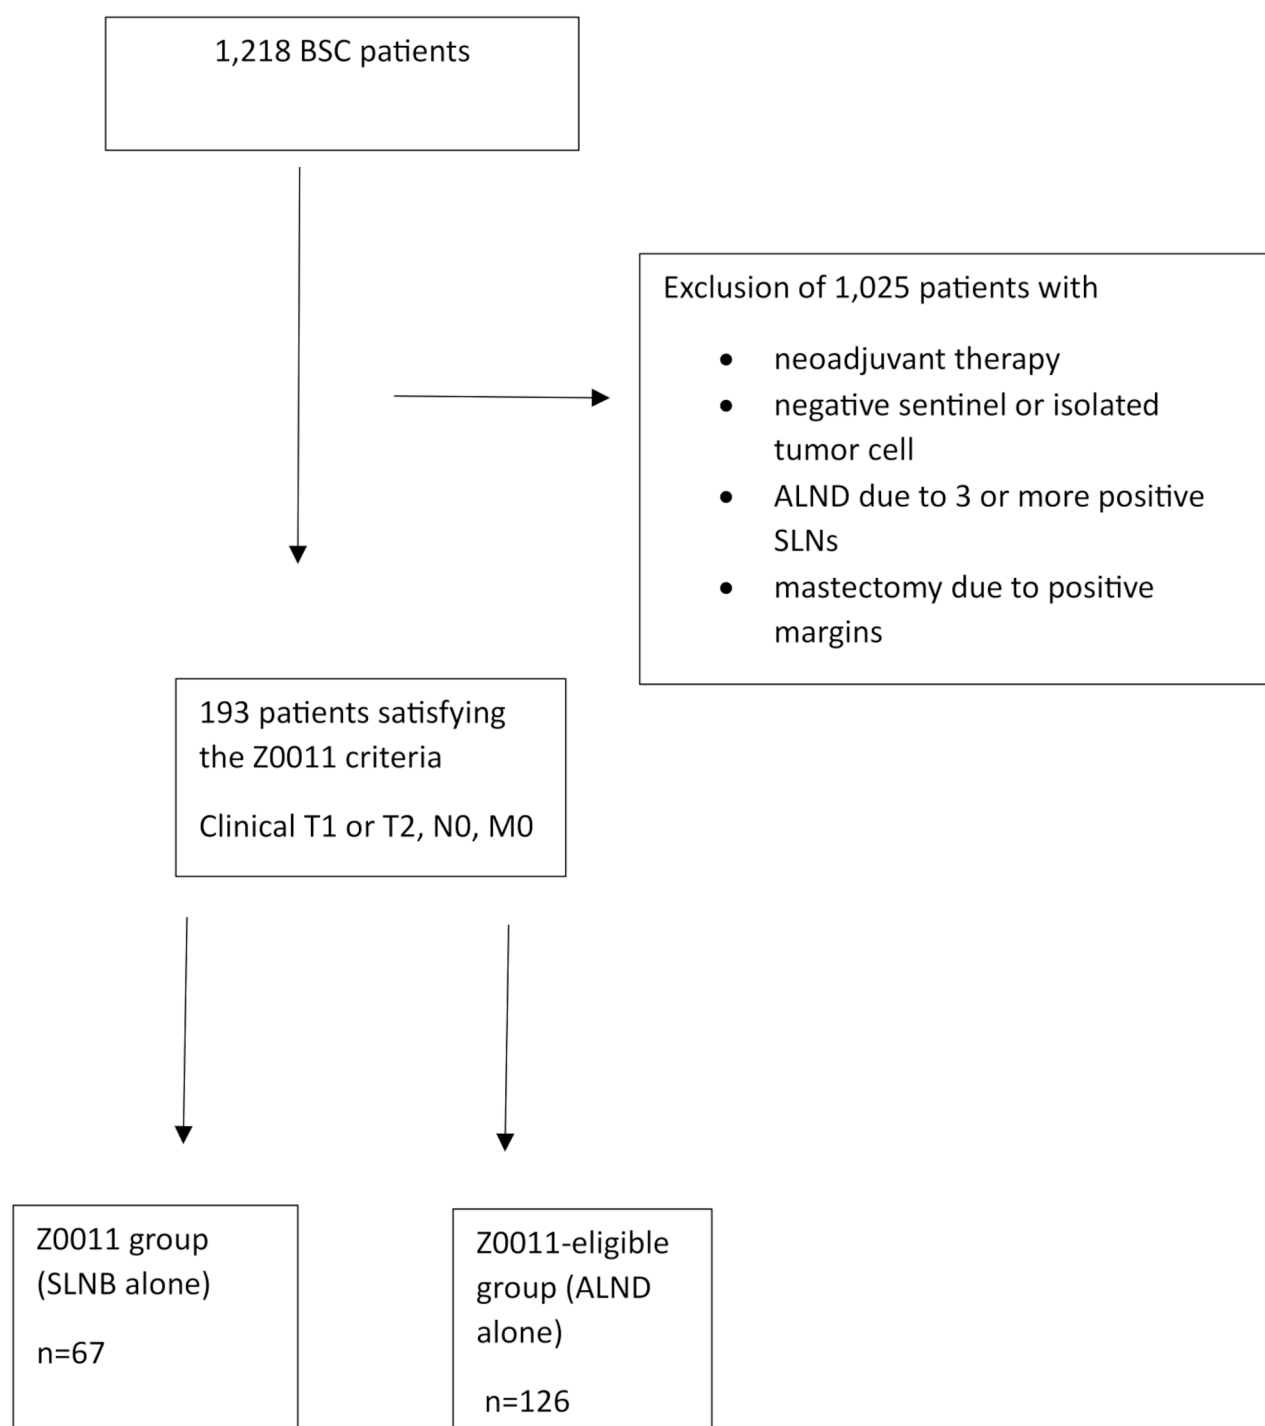 1,218 BSC patients
Exclusion of 1,025 patients with
• neoadjuvant therapy
• negative sentinel or isolated
tumor cell
• ALND due to 3 or more positive
SLNs
• mastectomy due to positive
margins
193 patients satisfying
the Z0011 criteria
Clinical T1 or T2, N0, M0
Z0011 group
(SLNB alone)
n=67
Z0011-eligible
group (ALND
alone)
n=126